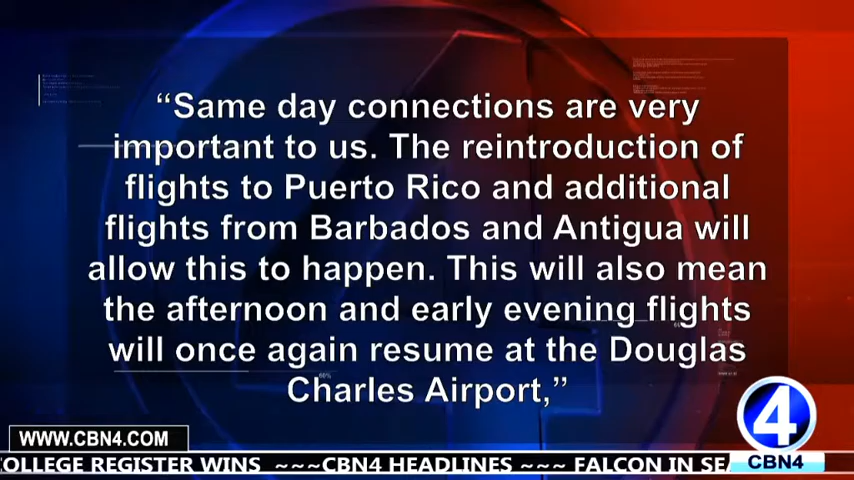 “Same day connections are very
important to us. The reintroduction of
flights to Puerto Rico and additional
flights from Barbados and Antigua will
allow this to happen. This will also mean
the afternoon and early evening flights
will once again resume at the Douglas
Charles Airport,”
4
WWW.CBN4.COM
CBN4
OLLEGE REGISTER WINS ~~~CBN4 HEADLINES ~~~ FALCON IN SE